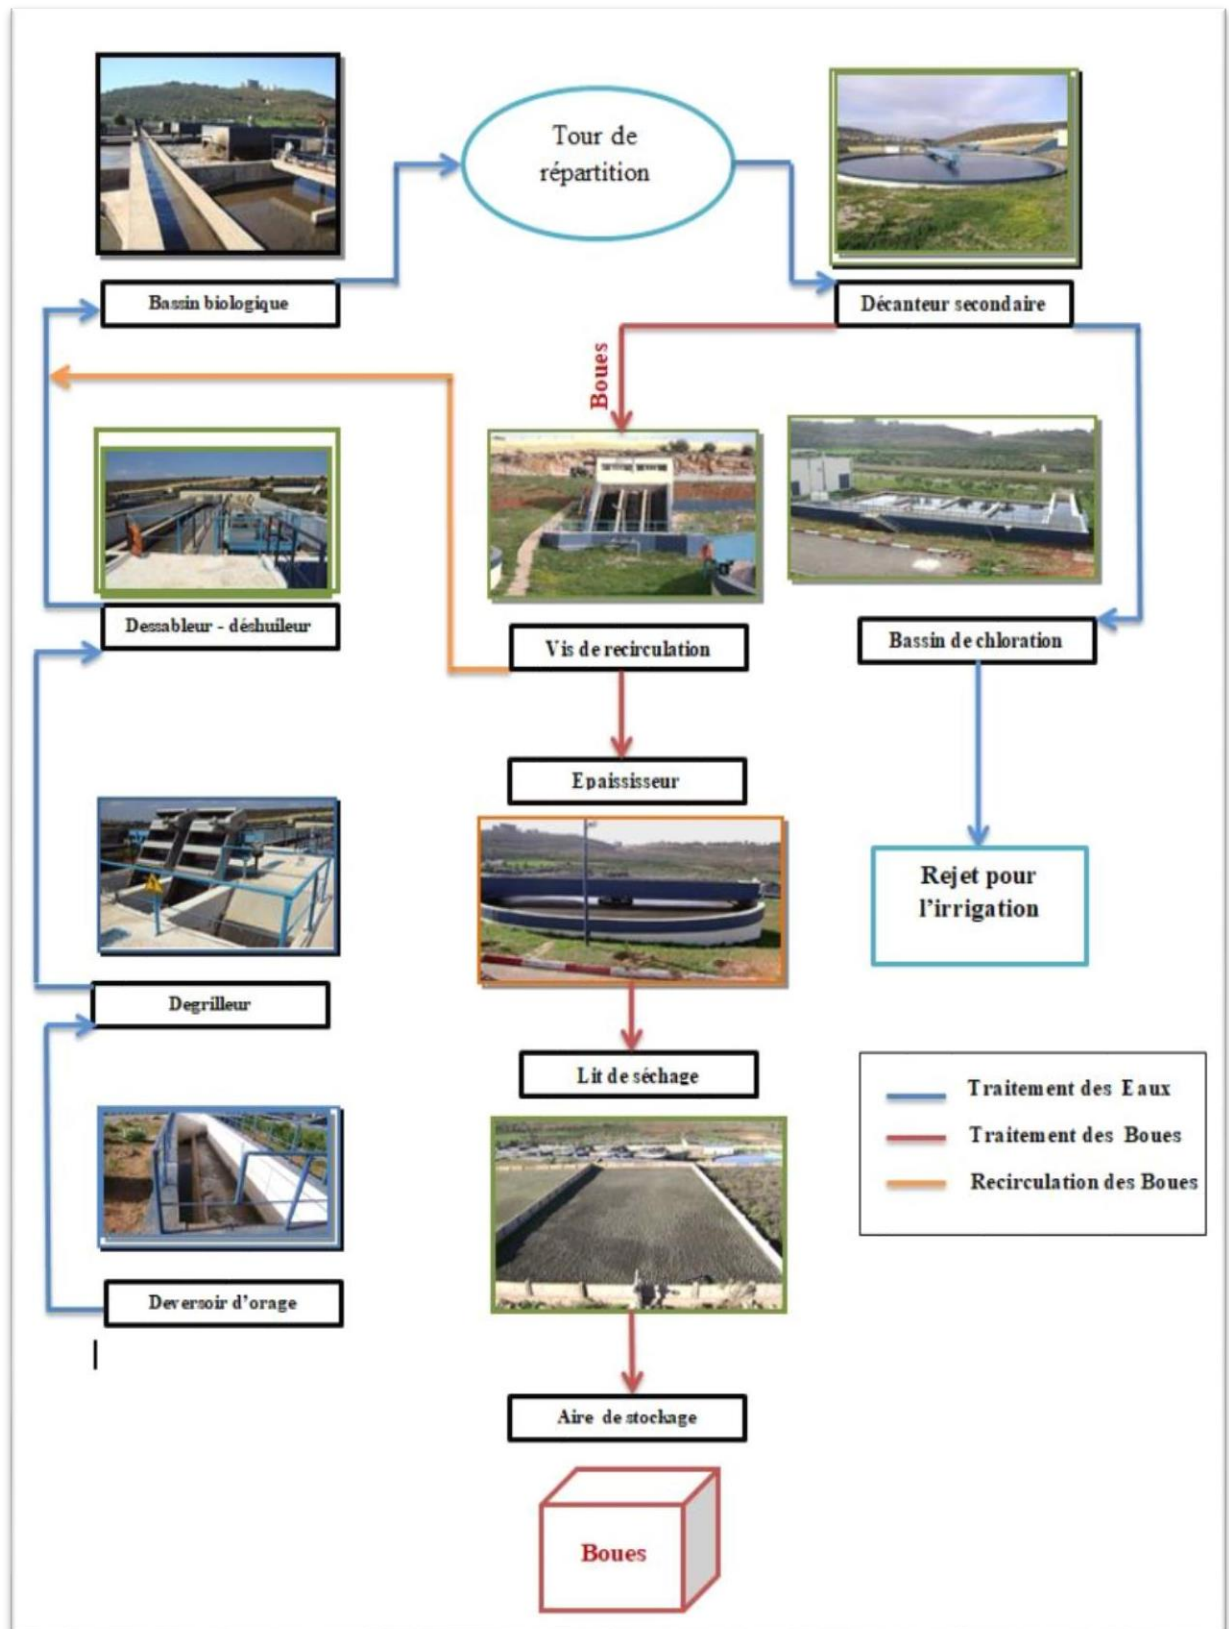 Tour de
répartition
Bassin biologique
Décanteur secondaire
Boues
Dessableur - déshuileur
Vis de recirculation
Bassin de chloration
Epaississeur
Rejet pour
l'irrigation
Degrilleur
Lit de séchage
Traitement des Eaux
Traitement des Boues
Recirculation des Boues
Deversoir d'orage
Aire de stockage
Boues